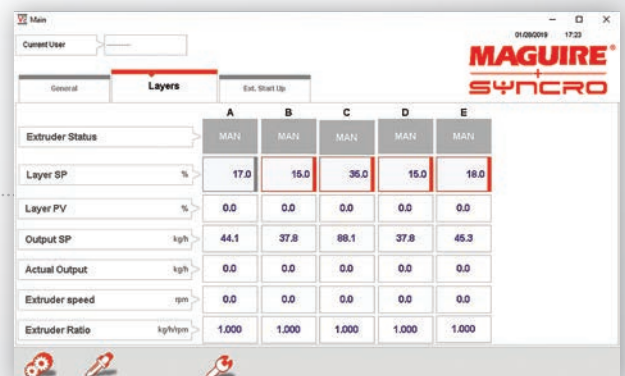 Main
01/29/2019 17:23
Current User --------
MAGUIRE®
+
SYNCRO
General Layers Ext. Start Up
A B C D E
Extruder Status MAN MAN MAN MAN MAN
Layer SP % 17.0 15.0 35.0 15.0 18.0
Layer PV % 0.0 0.0 0.0 0.0 0.0
Output SP kg/h 44.1 37.8 88.1 37.8 45.3
Actual Output kg/h 0.0 0.0 0.0 0.0 0.0
Extruder speed rpm 0.0 0.0 0.0 0.0 0.0
Extruder Ratio kg/h/rpm 1.000 1.000 1.000 1.000 1.000